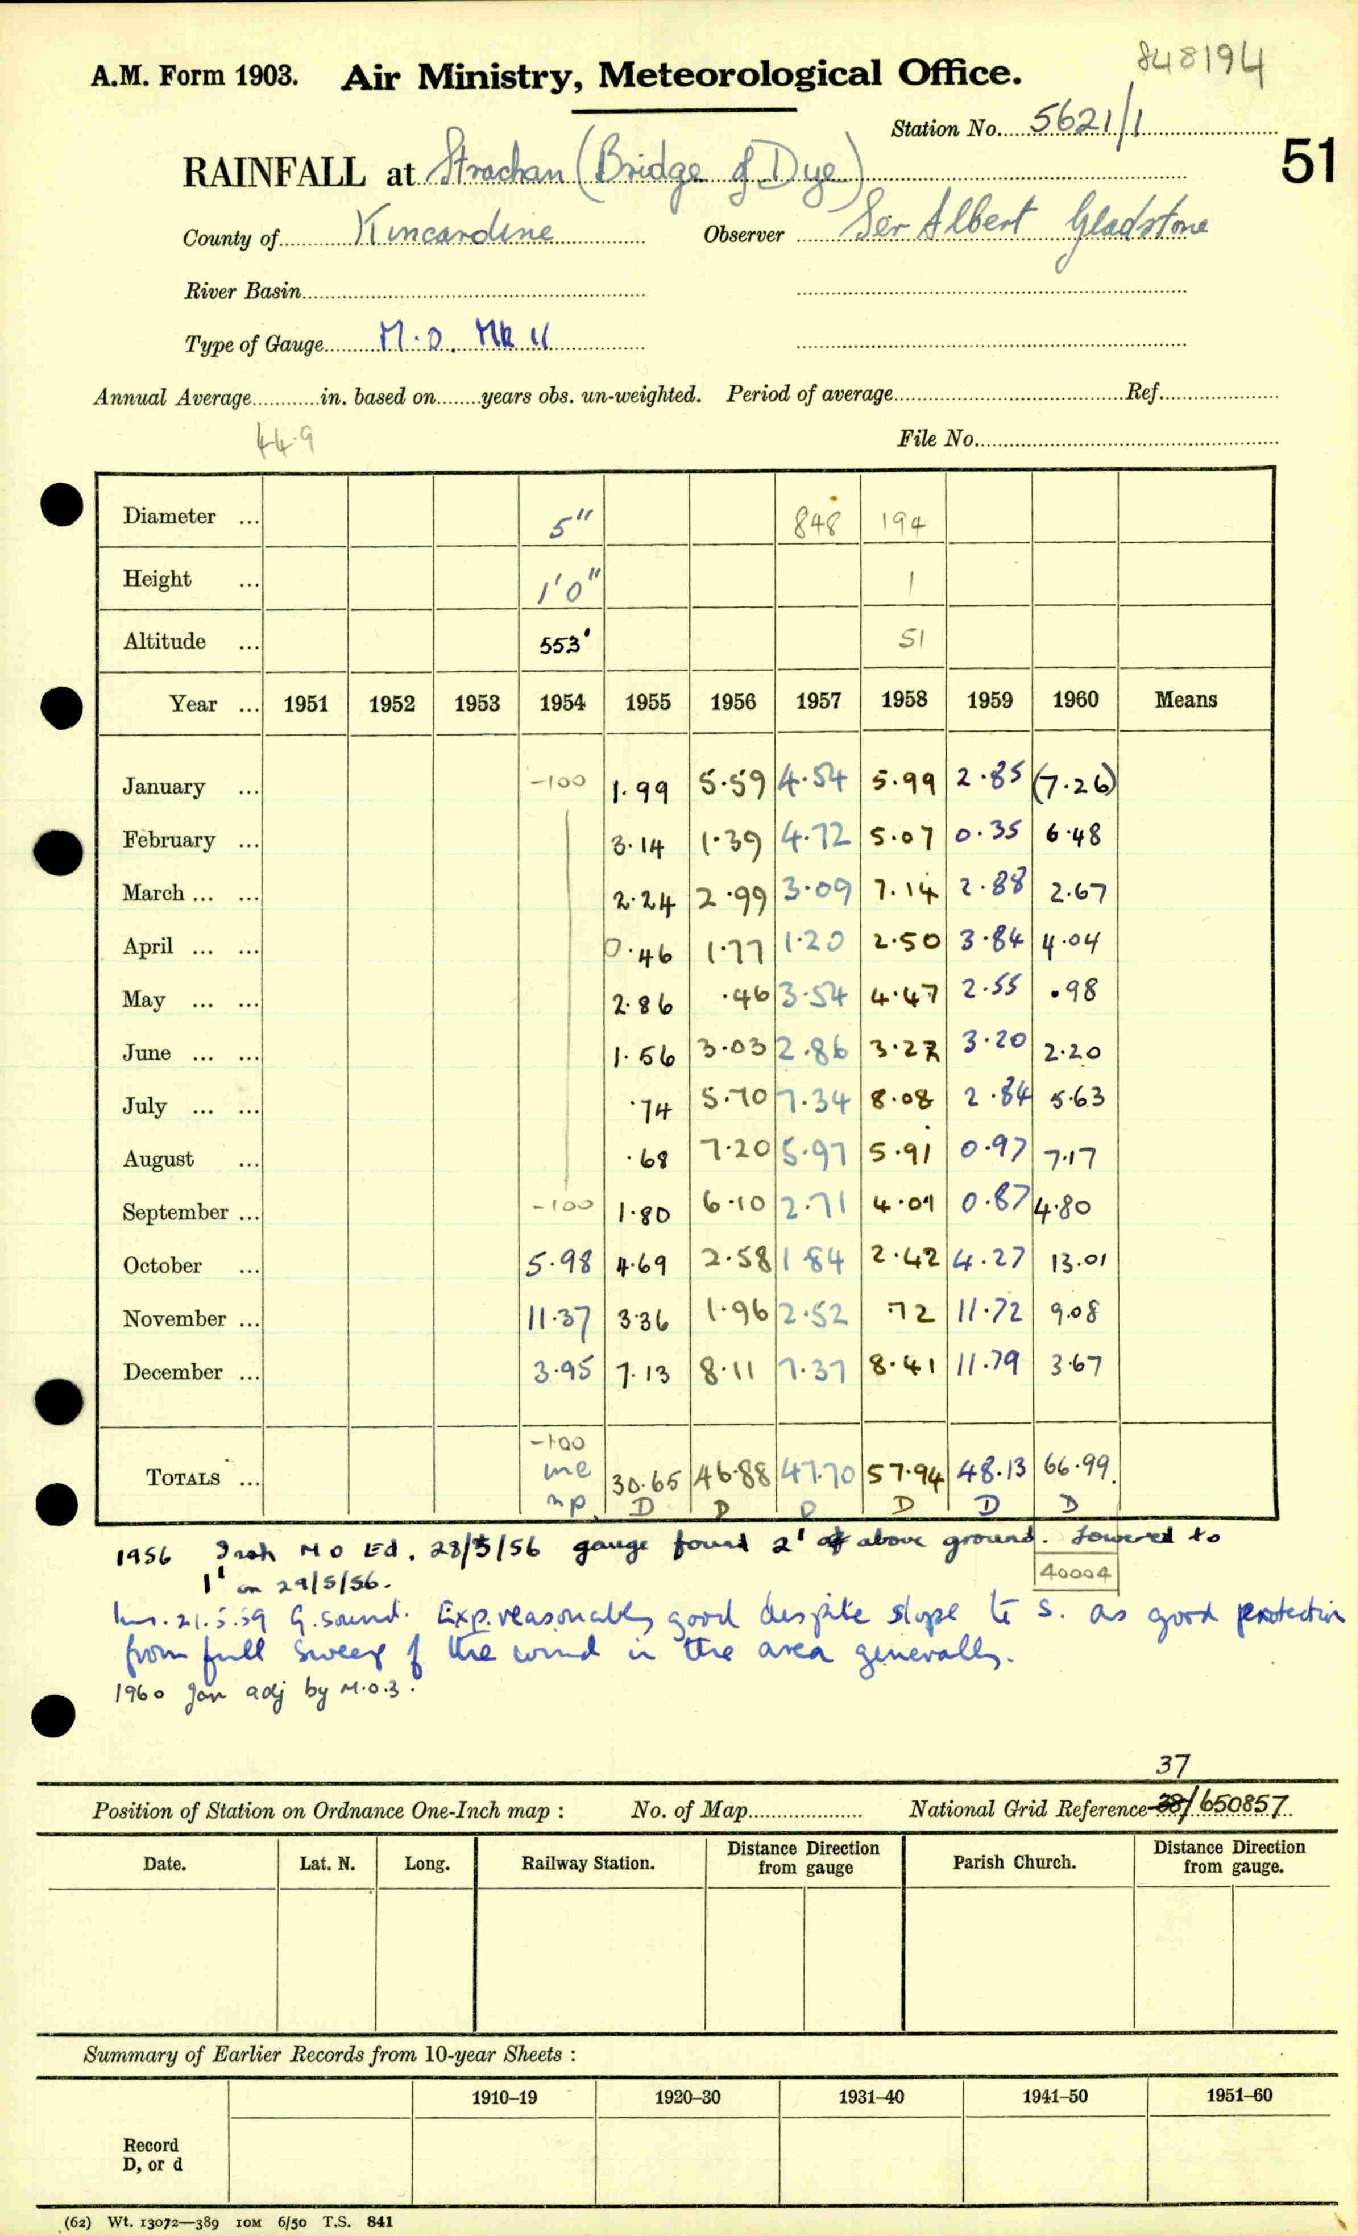 848194
A.M. Form 1903. Air Ministry, Meteorological Office.
Station No. 5621/1
51
RAINFALL at Strachan (Bridge of Dye)
County of Kincardine Observer Sir Albert Gladstone
River Basin
Type of Gauge M.O. Mk II
Annual Average in. based on years obs. un-weighted. Period of average Ref.
44.9 File No.
Diameter ... 5" 848 194
Height ... 1'0" 1
Altitude ... 553' 51
Year ... 1951 1952 1953 1954 1955 1956 1957 1958 1959 1960 Means
January ... -100 1.99 5.59 4.54 5.99 2.85 (7.26)
February ... 3.14 1.39 4.72 5.07 0.35 6.48
March ... ... 2.24 2.99 3.09 7.14 2.88 2.67
April ... ... 0.46 1.77 1.20 2.50 3.84 4.04
May ... ... 2.86 .46 3.54 4.47 2.55 .98
June ... ... 1.56 3.03 2.86 3.27 3.20 2.20
July ... ... .74 5.70 7.34 8.08 2.84 5.63
August ... .68 7.20 5.97 5.91 0.97 7.17
September ... -100 1.80 6.10 2.71 4.09 0.87 4.80
October ... 5.98 4.69 2.58 1 84 2.42 4.27 13.01
November ... 11.37 3.36 1.96 2.52 .72 11.72 9.08
December ... 3.95 7.13 8.11 7.37 8.41 11.79 3.67
-100
TOTALS ... inc 30.65 46.88 47.70 57.94 48.13 66.99
np. D D D D D D
1956 Insp. M O Ed. 28/5/56 gauge found 2' above ground. Lowered to
1' on 29/5/56.
40004
Ins. 21.5.59 G. sound. Exp. reasonably good despite slope to S. as good protection
from full sweep of the wind in the area generally.
1960 Jan adj by M.O.3.
37
Position of Station on Ordnance One-Inch map : No. of Map National Grid Reference 38/650857
Date. Lat. N. Long. Railway Station. Distance Direction from gauge Parish Church. Distance Direction from gauge.
Summary of Earlier Records from 10-year Sheets :
1910–19 1920–30 1931–40 1941–50 1951–60
Record
D, or d
(62) Wt. 13072—389 10M 6/50 T.S. 841